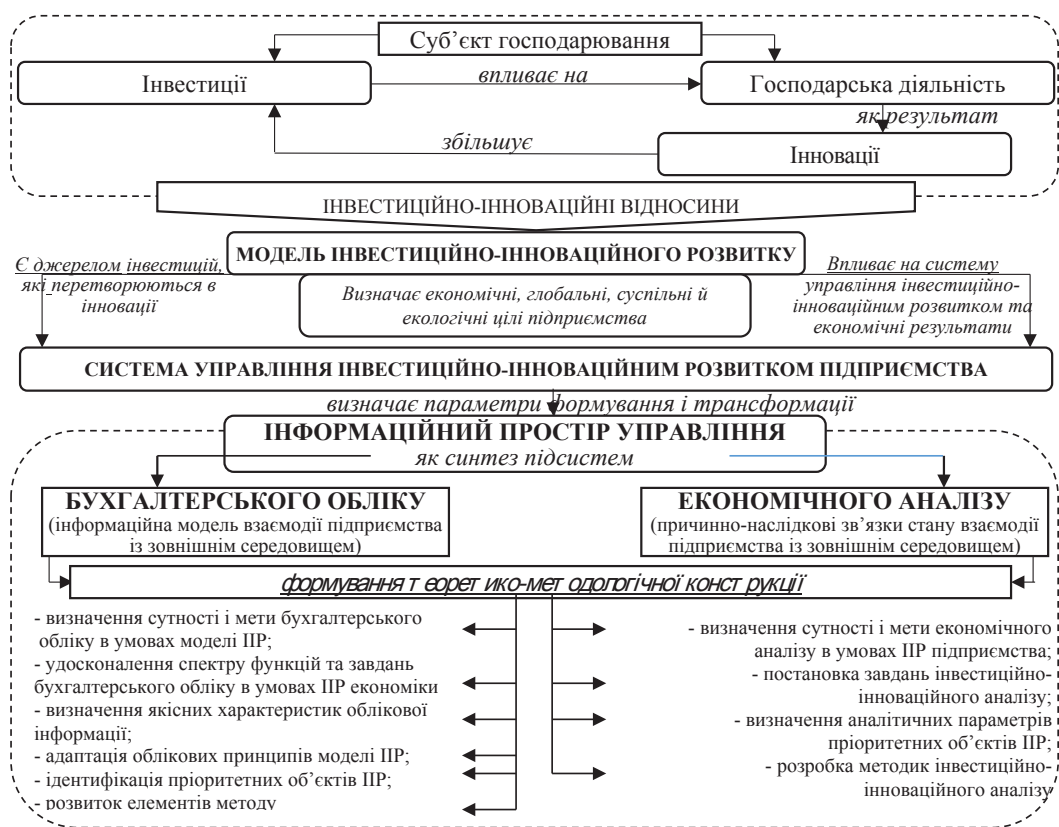 Суб’єкт господарювання
Інвестиції
впливає на
Господарська діяльність
як результат
збільшує
Інновації
ІНВЕСТИЦІЙНО-ІННОВАЦІЙНІ ВІДНОСИНИ
МОДЕЛЬ ІНВЕСТИЦІЙНО-ІННОВАЦІЙНОГО РОЗВИТКУ
Є джерелом інвестицій,
які перетворюються в
інновації
Визначає економічні, глобальні, суспільні й
екологічні цілі підприємства
Впливає на систему
управління інвестиційно-
інноваційним розвитком та
економічні результати
СИСТЕМА УПРАВЛІННЯ ІНВЕСТИЦІЙНО-ІННОВАЦІЙНИМ РОЗВИТКОМ ПІДПРИЄМСТВА
визначає параметри формування і трансформації
ІНФОРМАЦІЙНИЙ ПРОСТІР УПРАВЛІННЯ
як синтез підсистем
БУХГАЛТЕРСЬКОГО ОБЛІКУ
(інформаційна модель взаємодії підприємства
із зовнішнім середовищем)
ЕКОНОМІЧНОГО АНАЛІЗУ
(причинно-наслідкові зв’язки стану взаємодії
підприємства із зовнішнім середовищем)
формування т еорет ико-мет одологічної конст рукції
- визначення сутності і мети бухгалтерського
обліку в умовах моделі ІІР;
- удосконалення спектру функцій та завдань
бухгалтерського обліку в умовах ІІР економіки
- визначення якісних характеристик облікової
інформації;
- адаптація облікових принципів моделі ІІР;
- ідентифікація пріоритетних об’єктів ІІР;
- розвиток елементів методу
- визначення сутності і мети економічного
аналізу в умовах ІІР підприємства;
- постановка завдань інвестиційно-
інноваційного аналізу;
- визначення аналітичних параметрів
пріоритетних об’єктів ІІР;
- розробка методик інвестиційно-
інноваційного аналізу